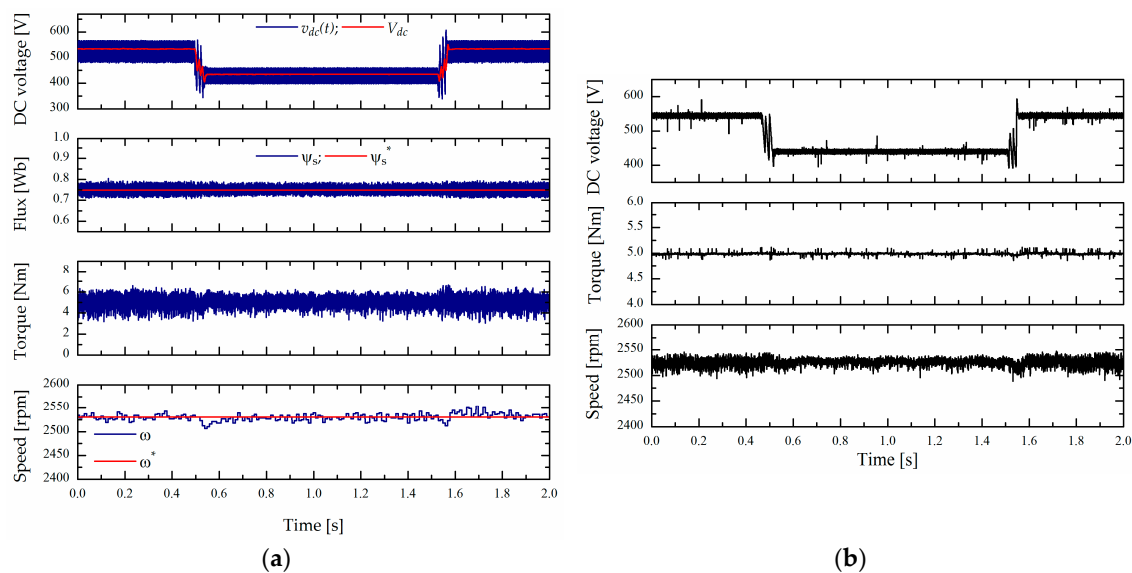 DC voltage [V]
600
500
400
300
v_dc(t); V_dc
Flux [Wb]
1.0
0.9
0.8
0.7
0.6
ψ_s; ψ_s^*
Torque [Nm]
8
6
4
2
0
Speed [rpm]
2600
2550
2500
2450
2400
ω
ω^*
0.0 0.2 0.4 0.6 0.8 1.0 1.2 1.4 1.6 1.8 2.0
Time [s]
(a)
DC voltage [V]
600
500
400
Torque [Nm]
6.0
5.5
5.0
4.5
4.0
Speed [rpm]
2600
2550
2500
2450
2400
0.0 0.2 0.4 0.6 0.8 1.0 1.2 1.4 1.6 1.8 2.0
Time [s]
(b)